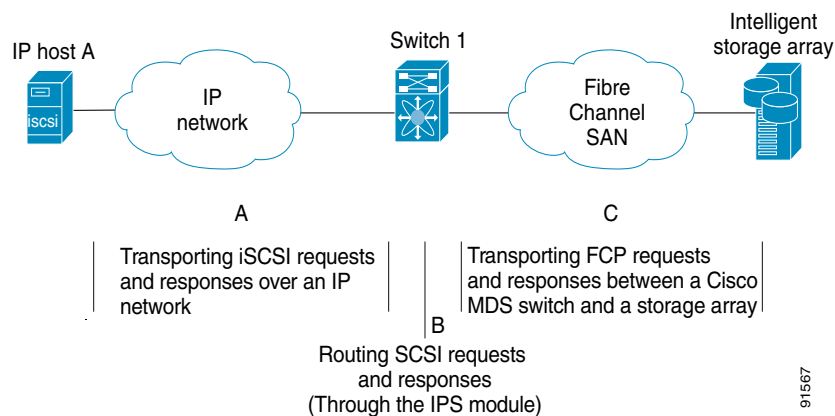 IP host A
Switch 1
Intelligent
storage array
iscsi
IP
network
Fibre
Channel
SAN
A
C
Transporting iSCSI requests
and responses over an IP
network
Transporting FCP requests
and responses between a Cisco
MDS switch and a storage array
B
Routing SCSI requests
and responses
(Through the IPS module)
91567